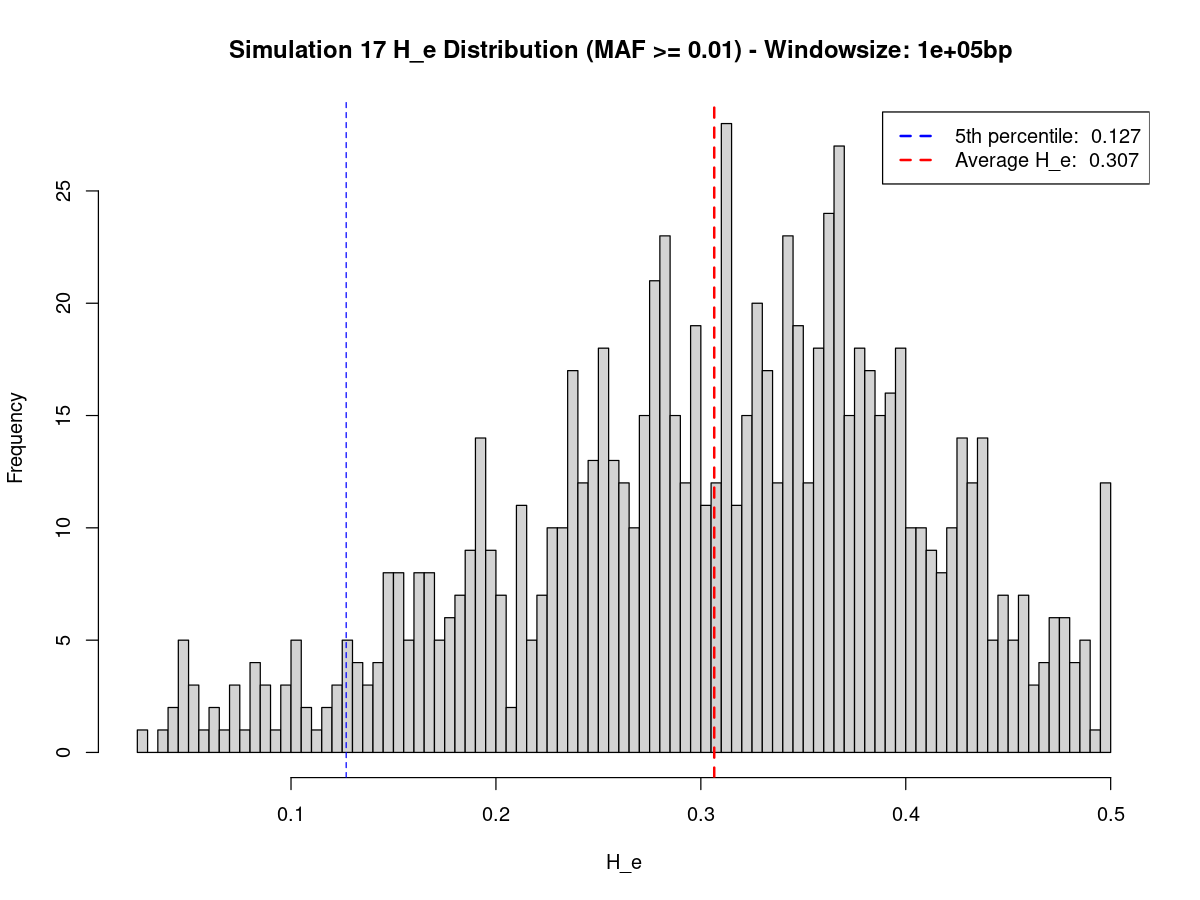 Simulation 17 H_e Distribution (MAF >= 0.01) - Windowsize: 1e+05bp
5th percentile:  0.127
Average H_e:  0.307
Frequency
25
20
15
10
5
0
0.1
0.2
0.3
0.4
0.5
H_e